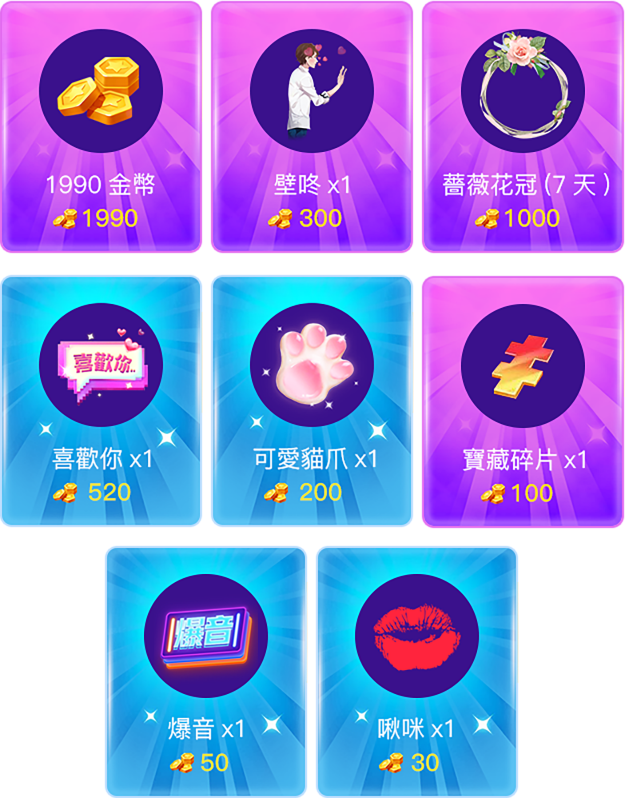 1990 金幣
1990
壁咚 x1
300
薔薇花冠 (7 天)
1000
喜歡你..
喜歡你 x1
520
可愛貓爪 x1
200
寶藏碎片 x1
100
爆音
爆音 x1
50
啾咪 x1
30